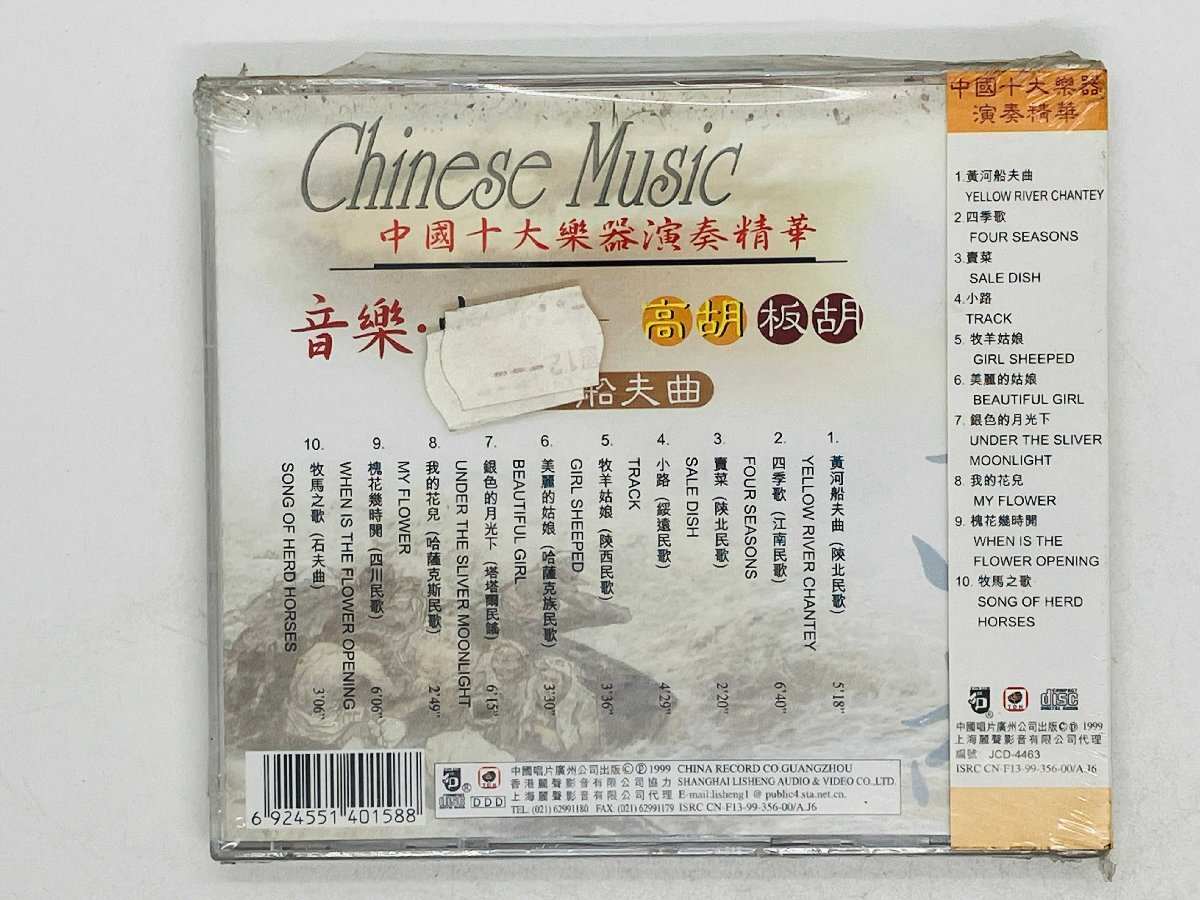 Chinese Music
中國十大樂器演奏精華
音樂·
高胡 板胡
船夫曲
1. 黃河船夫曲 (陝北民歌) 5'18"
YELLOW RIVER CHANTEY
2. 四季歌 (江南民歌) 6'40"
FOUR SEASONS
3. 賣菜 (陝北民歌) 2'20"
SALE DISH
4. 小路 (綏遠民歌) 4'29"
TRACK
5. 牧羊姑娘 (陝西民歌) 3'36"
GIRL SHEEPED
6. 美麗的姑娘 (哈薩克族民歌) 3'30"
BEAUTIFUL GIRL
7. 銀色的月光下 (塔塔爾民謠) 6'15"
UNDER THE SLIVER MOONLIGHT
8. 我的花兒 (哈薩克斯民歌) 2'49"
MY FLOWER
9. 槐花幾時開 (四川民歌) 6'06"
WHEN IS THE FLOWER OPENING
10. 牧馬之歌 (石夫曲) 3'06"
SONG OF HERD HORSES
6 924551 401588
DDD
中國唱片廣州公司出版 ©℗ 1999 CHINA RECORD CO.GUANGZHOU
香港麗聲影音有限公司協力 SHANGHAI LISHENG AUDIO & VIDEO CO.,LTD.
上海麗聲影音有限公司代理 E-mail:lisheng1 @ public4.sta.net.cn.
TEL: (021) 62991180 FAX: (021) 62991179 ISRC CN-F13-99-356-00/A.J6
中國十大樂器
演奏精華
1.黃河船夫曲
YELLOW RIVER CHANTEY
2.四季歌
FOUR SEASONS
3.賣菜
SALE DISH
4.小路
TRACK
5. 牧羊姑娘
GIRL SHEEPED
6. 美麗的姑娘
BEAUTIFUL GIRL
7. 銀色的月光下
UNDER THE SLIVER
MOONLIGHT
8. 我的花兒
MY FLOWER
9. 槐花幾時開
WHEN IS THE
FLOWER OPENING
10. 牧馬之歌
SONG OF HERD
HORSES
COMPACT
disc
DIGITAL AUDIO
中國唱片廣州公司出版©℗ 1999
上海麗聲影音有限公司代理
編號 JCD-4463
ISRC CN-F13-99-356-00/A.J6